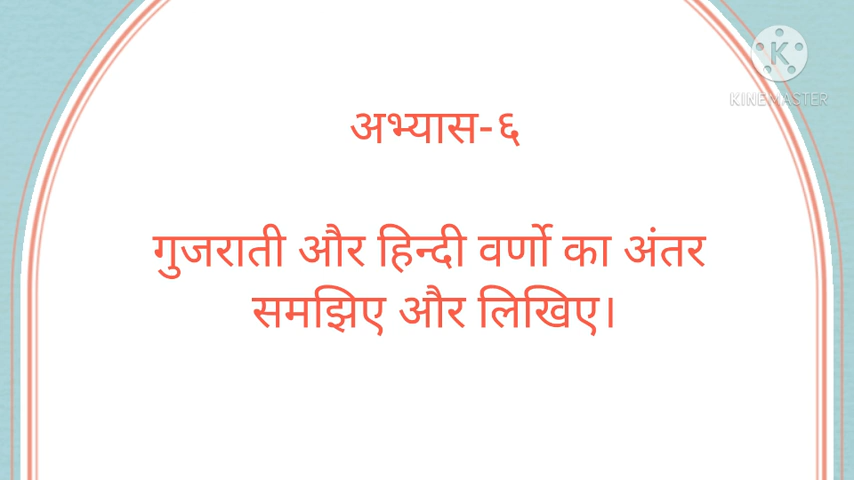 KINEMASTER
अभ्यास-६
गुजराती और हिन्दी वर्णो का अंतर
समझिए और लिखिए।